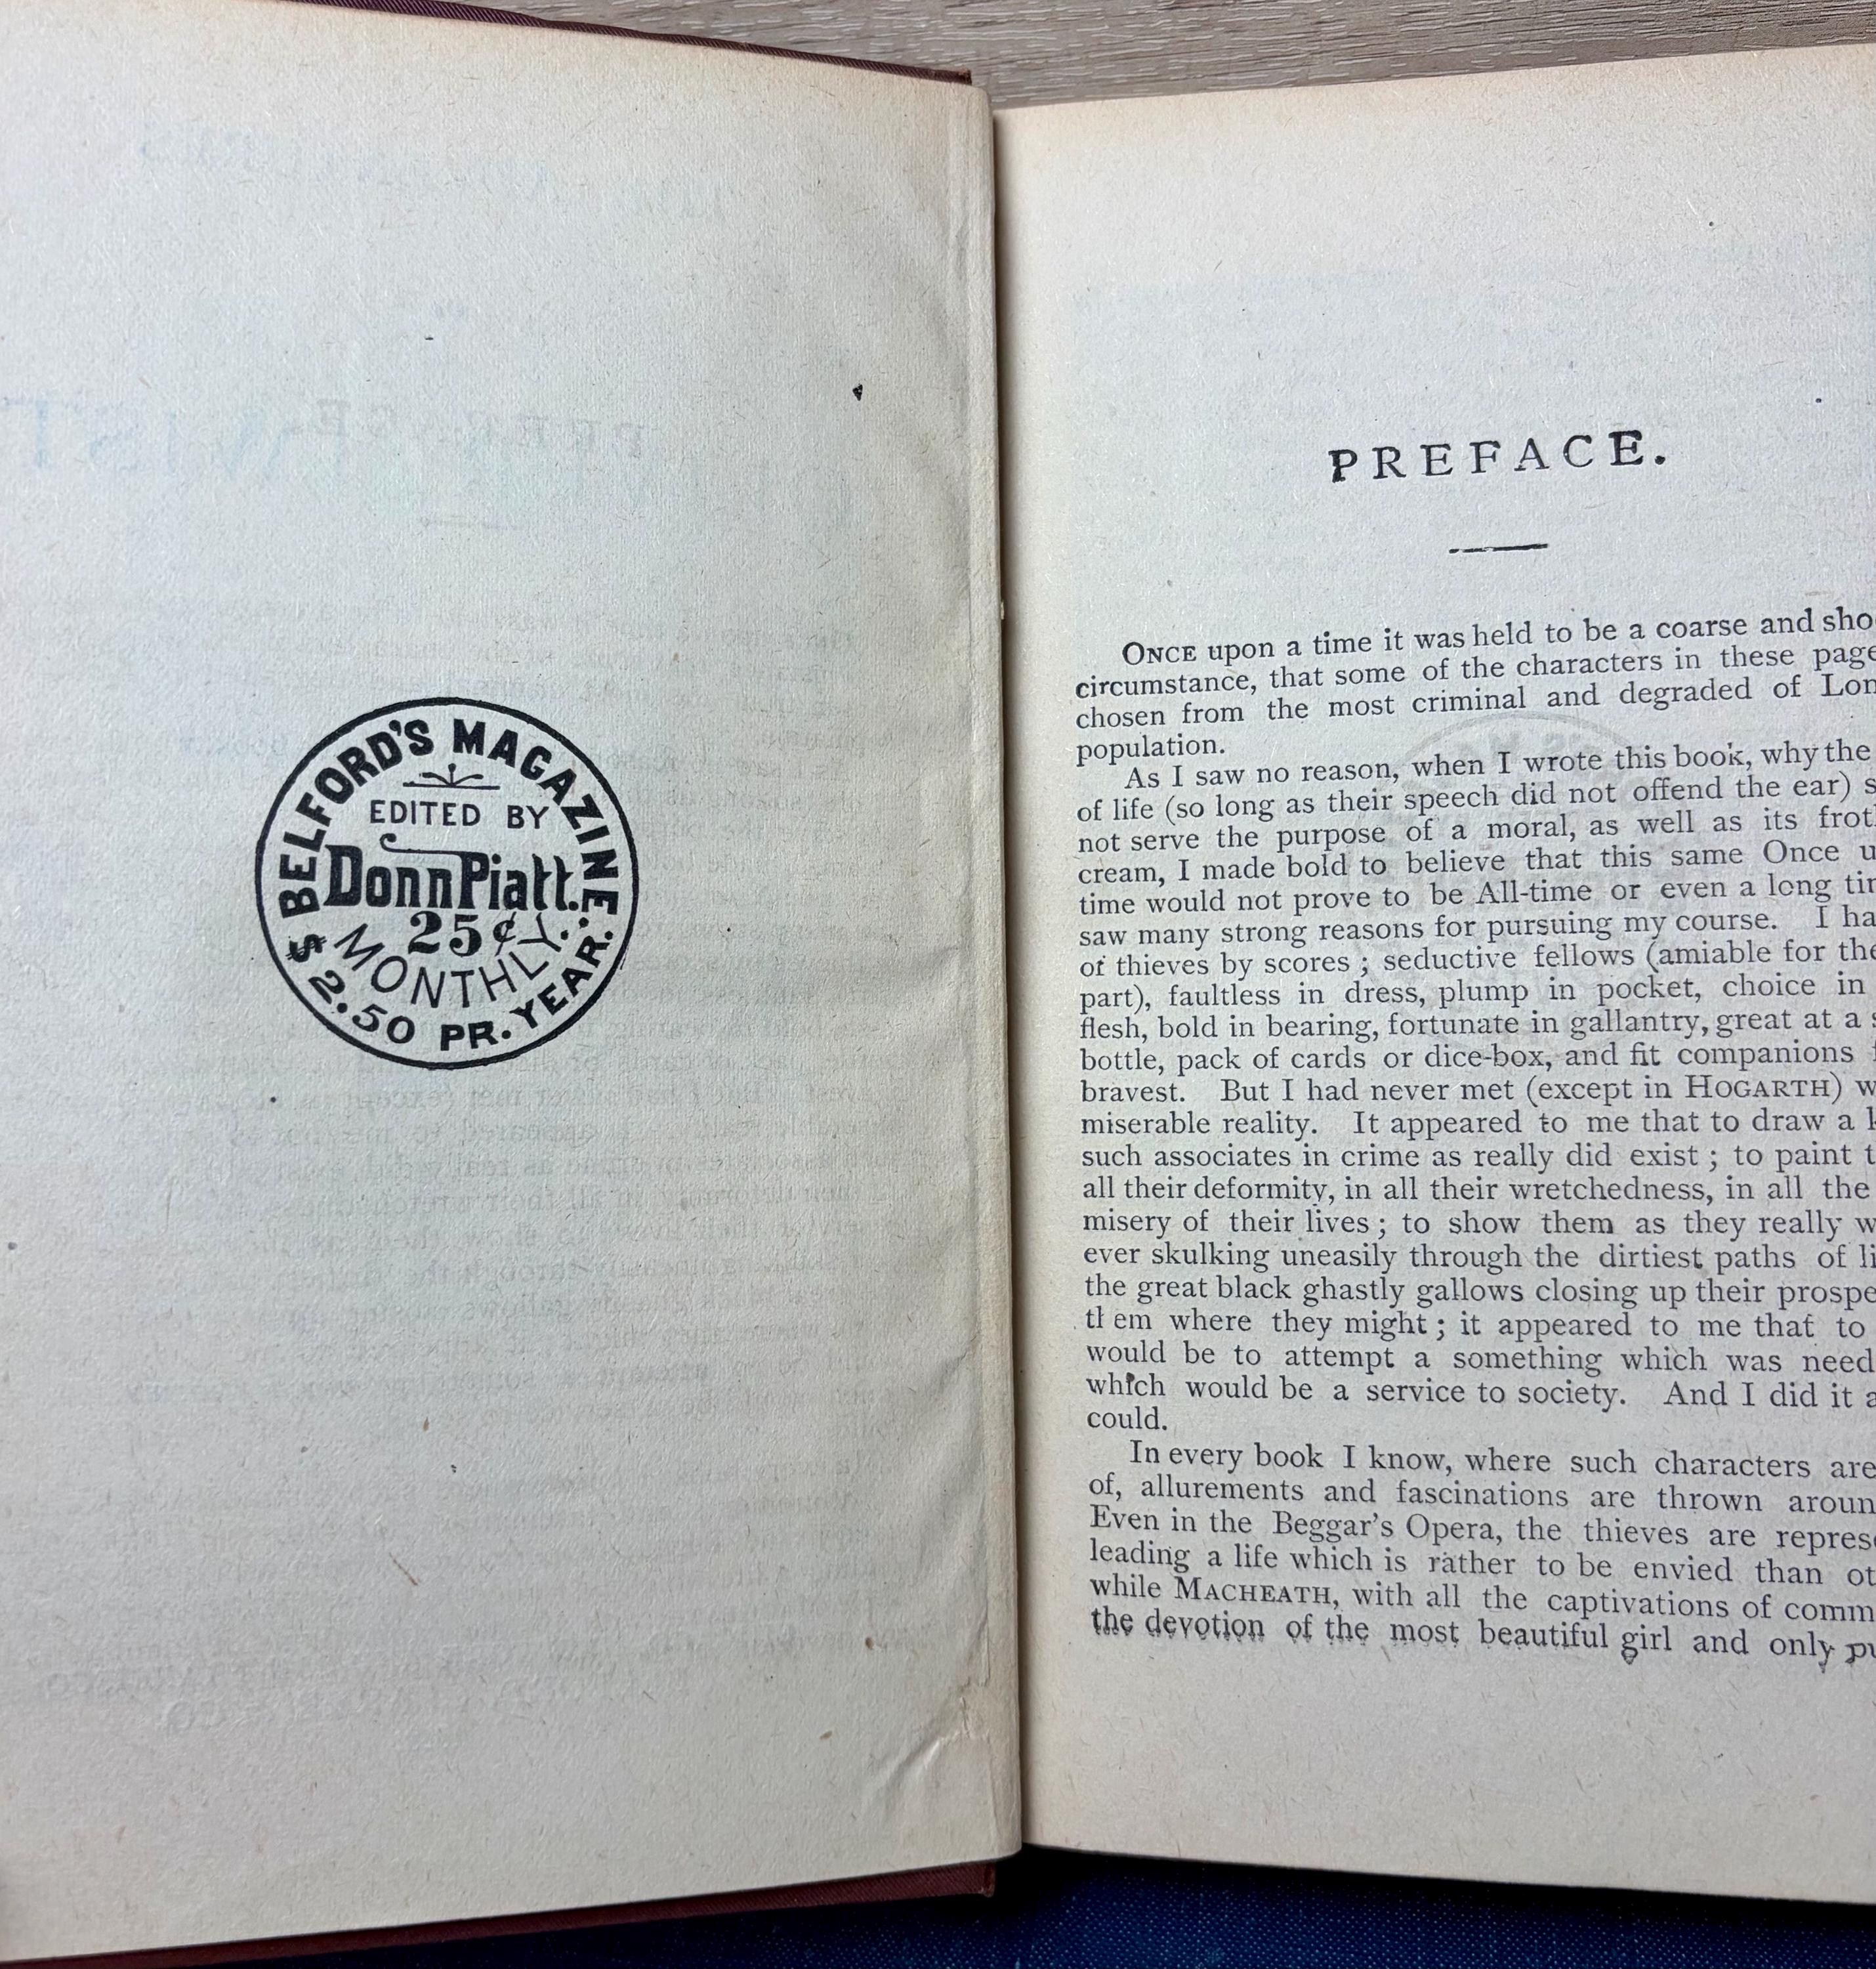 BELFORD'S MAGAZINE.
EDITED BY
Donn Piatt.
25¢
MONTHLY.
$2.50 PR. YEAR.
PREFACE.
ONCE upon a time it was held to be a coarse and sho
circumstance, that some of the characters in these page
chosen from the most criminal and degraded of Lon
population.
As I saw no reason, when I wrote this book, why the
of life (so long as their speech did not offend the ear) s
not serve the purpose of a moral, as well as its frot
cream, I made bold to believe that this same Once u
time would not prove to be All-time or even a long tim
saw many strong reasons for pursuing my course. I ha
of thieves by scores; seductive fellows (amiable for the
part), faultless in dress, plump in pocket, choice in
flesh, bold in bearing, fortunate in gallantry, great at a s
bottle, pack of cards or dice-box, and fit companions f
bravest. But I had never met (except in HOGARTH) w
miserable reality. It appeared to me that to draw a k
such associates in crime as really did exist; to paint t
all their deformity, in all their wretchedness, in all the
misery of their lives; to show them as they really w
ever skulking uneasily through the dirtiest paths of li
the great black ghastly gallows closing up their prospe
tl em where they might; it appeared to me that to
would be to attempt a something which was need
which would be a service to society. And I did it a
could.
In every book I know, where such characters are
of, allurements and fascinations are thrown aroun
Even in the Beggar's Opera, the thieves are represe
leading a life which is rather to be envied than ot
while MACHEATH, with all the captivations of comm
the devotion of the most beautiful girl and only pu